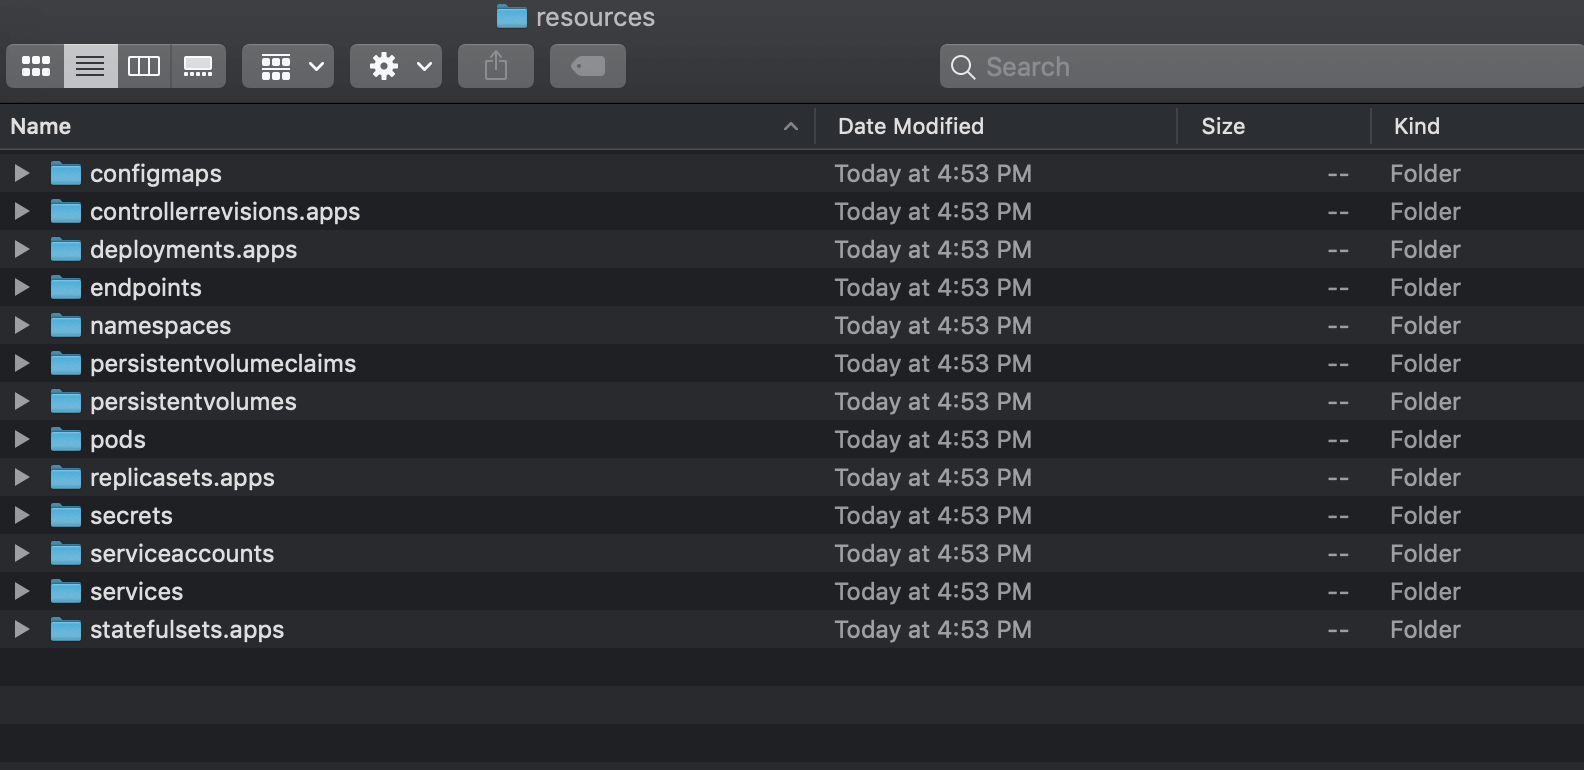 resources
Search
Name Date Modified Size Kind
configmaps Today at 4:53 PM -- Folder
controllerrevisions.apps Today at 4:53 PM -- Folder
deployments.apps Today at 4:53 PM -- Folder
endpoints Today at 4:53 PM -- Folder
namespaces Today at 4:53 PM -- Folder
persistentvolumeclaims Today at 4:53 PM -- Folder
persistentvolumes Today at 4:53 PM -- Folder
pods Today at 4:53 PM -- Folder
replicasets.apps Today at 4:53 PM -- Folder
secrets Today at 4:53 PM -- Folder
serviceaccounts Today at 4:53 PM -- Folder
services Today at 4:53 PM -- Folder
statefulsets.apps Today at 4:53 PM -- Folder